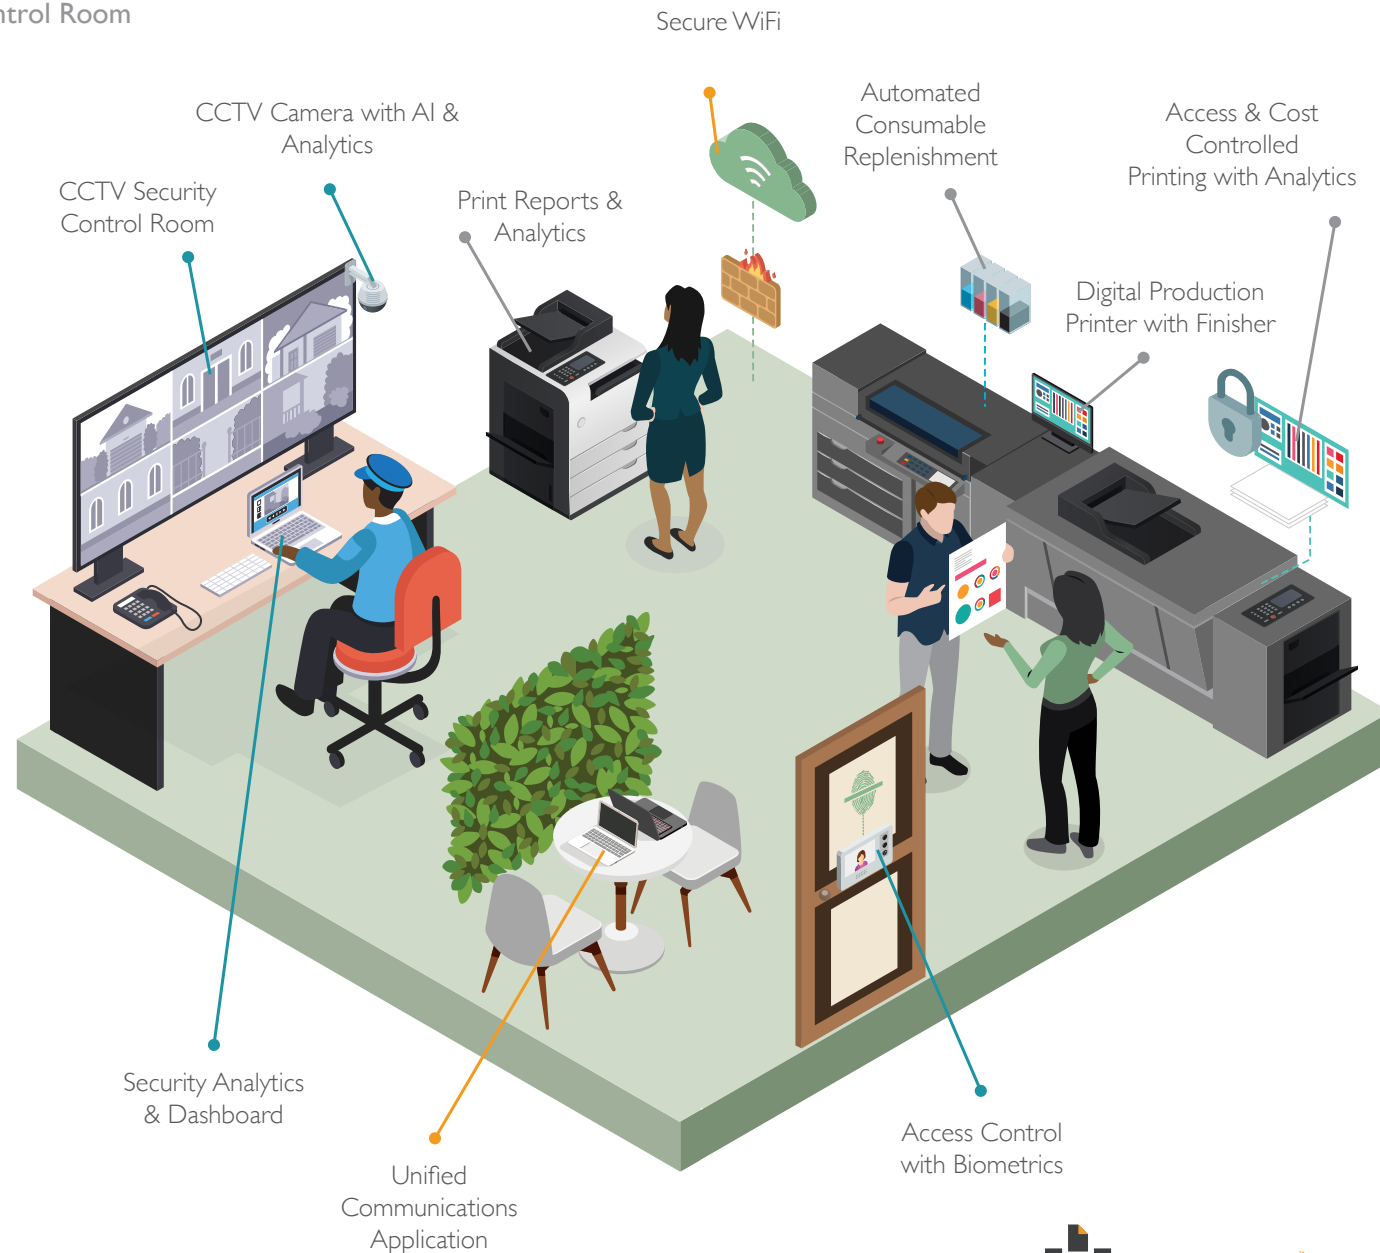 ntrol Room
Secure WiFi
CCTV Camera with AI &
Analytics
Automated
Consumable
Replenishment
Access & Cost
Controlled
Printing with Analytics
CCTV Security
Control Room
Print Reports &
Analytics
Digital Production
Printer with Finisher
Security Analytics
& Dashboard
Unified
Communications
Application
Access Control
with Biometrics